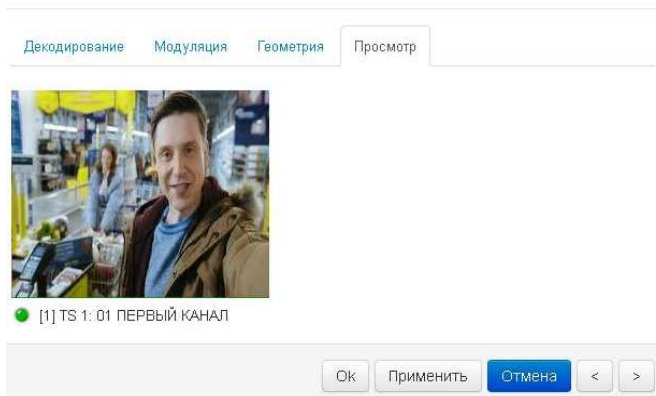 Декодирование Модуляция Геометрия Просмотр
[1] TS 1: 01 ПЕРВЫЙ КАНАЛ
Ok Применить Отмена < >